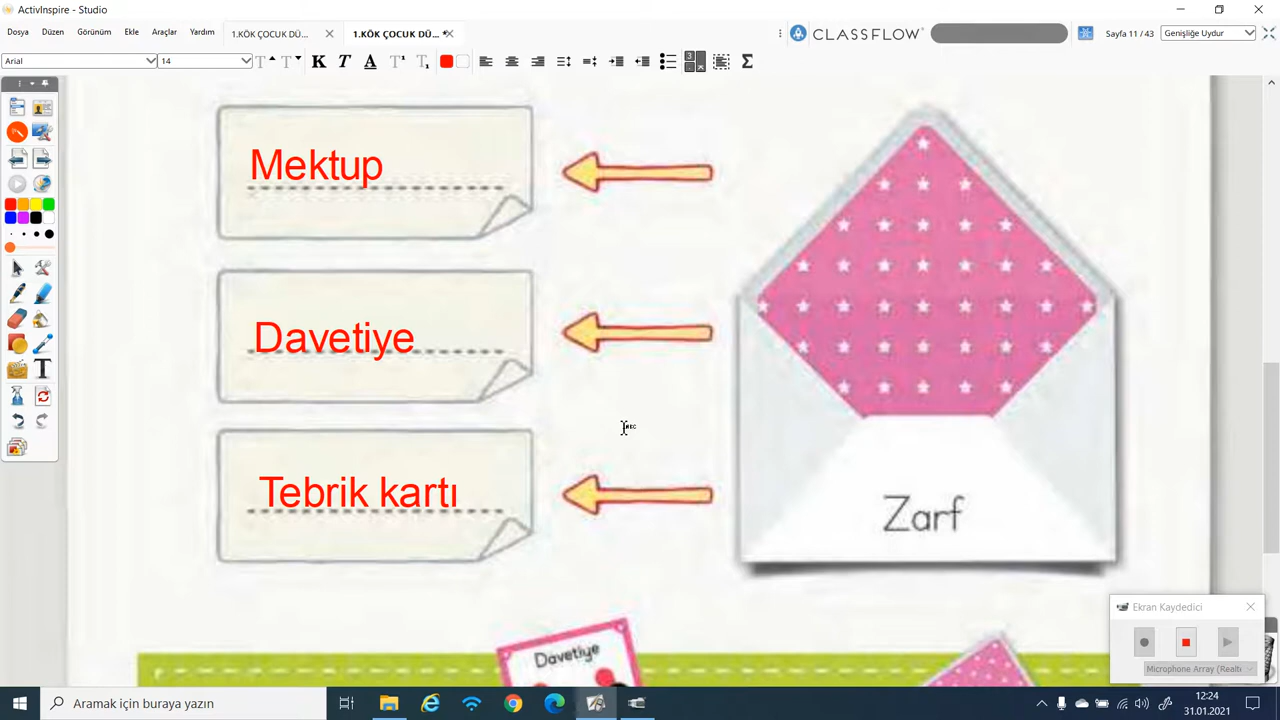 ActivInspire - Studio
Dosya Düzen Görünüm Ekle Araçlar Yardım
1.KÖK ÇOCUK DÜ...
1.KÖK ÇOCUK DÜ...
CLASSFLOW
Sayfa 11 / 43
Genişliğe Uydur
Arial
14
Mektup
Davetiye
Tebrik kartı
Zarf
Davetiye
Ekran Kaydedici
Microphone Array (Realte
Aramak için buraya yazın
12:24
31.01.2021